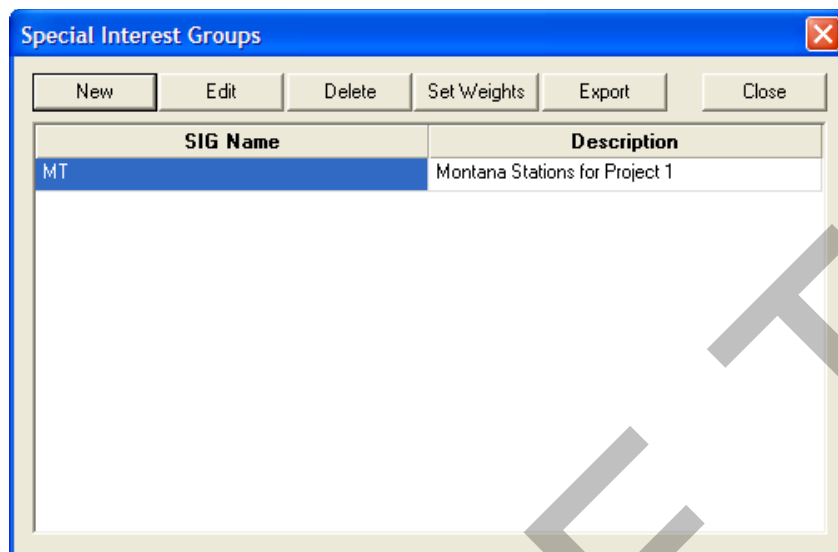 Special Interest Groups
New Edit Delete Set Weights Export Close
SIG Name Description
MT Montana Stations for Project 1